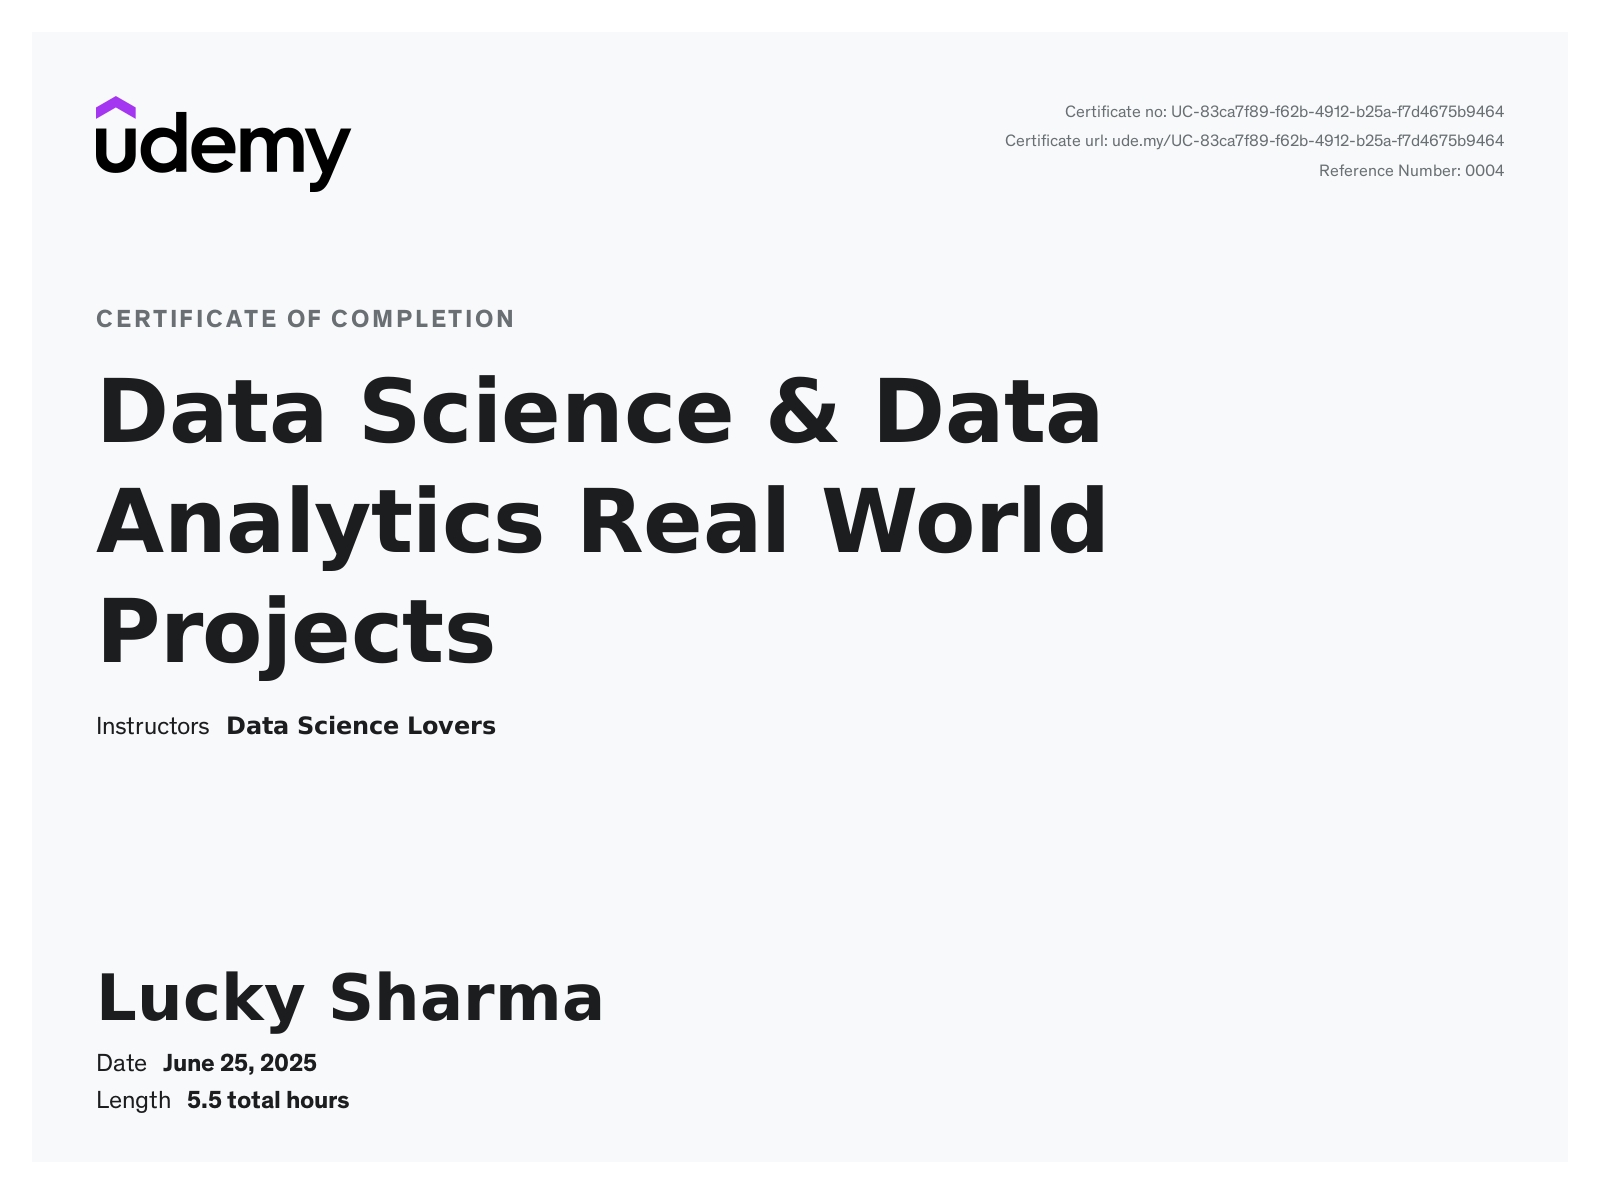 udemy
Certificate no: UC-83ca7f89-f62b-4912-b25a-f7d4675b9464
Certificate url: ude.my/UC-83ca7f89-f62b-4912-b25a-f7d4675b9464
Reference Number: 0004
CERTIFICATE OF COMPLETION
Data Science & Data
Analytics Real World
Projects
Instructors Data Science Lovers
Lucky Sharma
Date June 25, 2025
Length 5.5 total hours